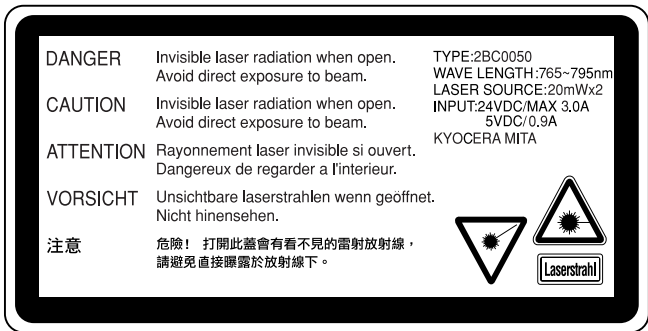 DANGER Invisible laser radiation when open.
Avoid direct exposure to beam.
CAUTION Invisible laser radiation when open.
Avoid direct exposure to beam.
ATTENTION Rayonnement laser invisible si ouvert.
Dangereux de regarder a l'interieur.
VORSICHT Unsichtbare laserstrahlen wenn geöffnet.
Nicht hinensehen.
注意 危險! 打開此蓋會有看不見的雷射放射線，
請避免直接曝露於放射線下。
TYPE:2BC0050
WAVE LENGTH:765~795nm
LASER SOURCE:20mWx2
INPUT:24VDC/MAX 3.0A
5VDC/0.9A
KYOCERA MITA
Laserstrahl